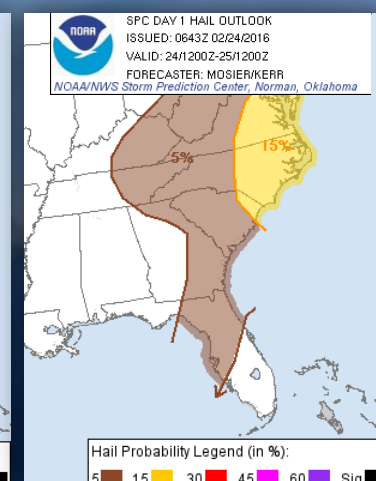 NOAA
SPC DAY 1 HAIL OUTLOOK
ISSUED: 0643Z 02/24/2016
VALID: 24/1200Z-25/1200Z
FORECASTER: MOSIER/KERR
NOAA/NWS Storm Prediction Center, Norman, Oklahoma
15%
5%
Hail Probability Legend (in %):
5 15 30 45 60 Sig